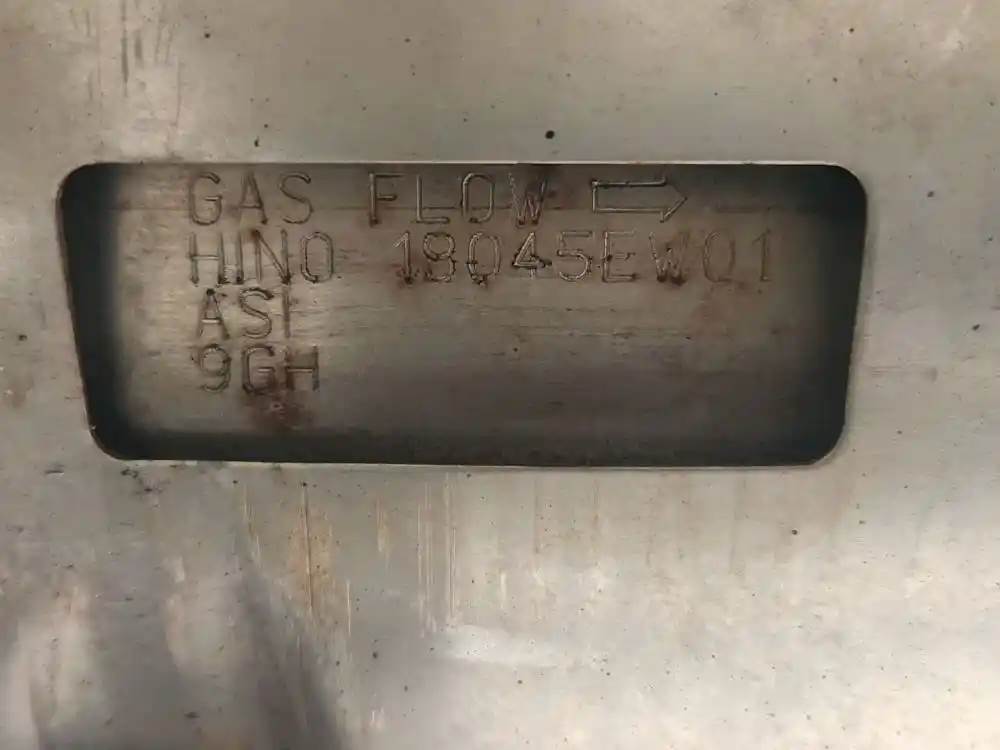 GAS FLOW ⇨
HINO 18045EW01
ASI
9GH